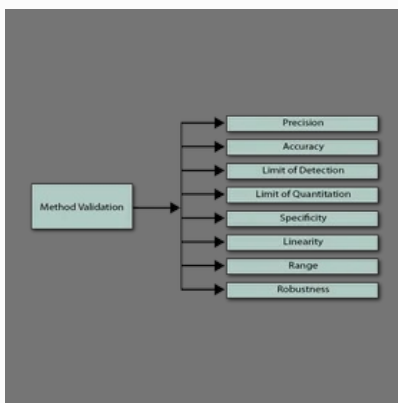 Precision
Accuracy
Limit of Detection
Limit of Quantitation
Method Validation
Specificity
Linearity
Range
Robustness